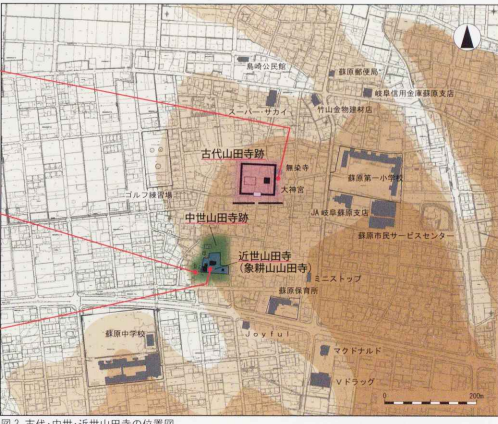 島崎公民館
蘇原郵便局
岐阜信用金庫蘇原支店
スーパー・サカイ
竹山金物建材店
古代山田寺跡
無染寺
蘇原第一小学校
ゴルフ練習場
大神宮
中世山田寺跡
JA岐阜蘇原支店
蘇原市民サービスセンター
近世山田寺
(象耕山山田寺)
ミニストップ
蘇原保育所
蘇原中学校
Joyful
マクドナルド
Vドラッグ
0 200m
図2 古代・中世・近世山田寺の位置図